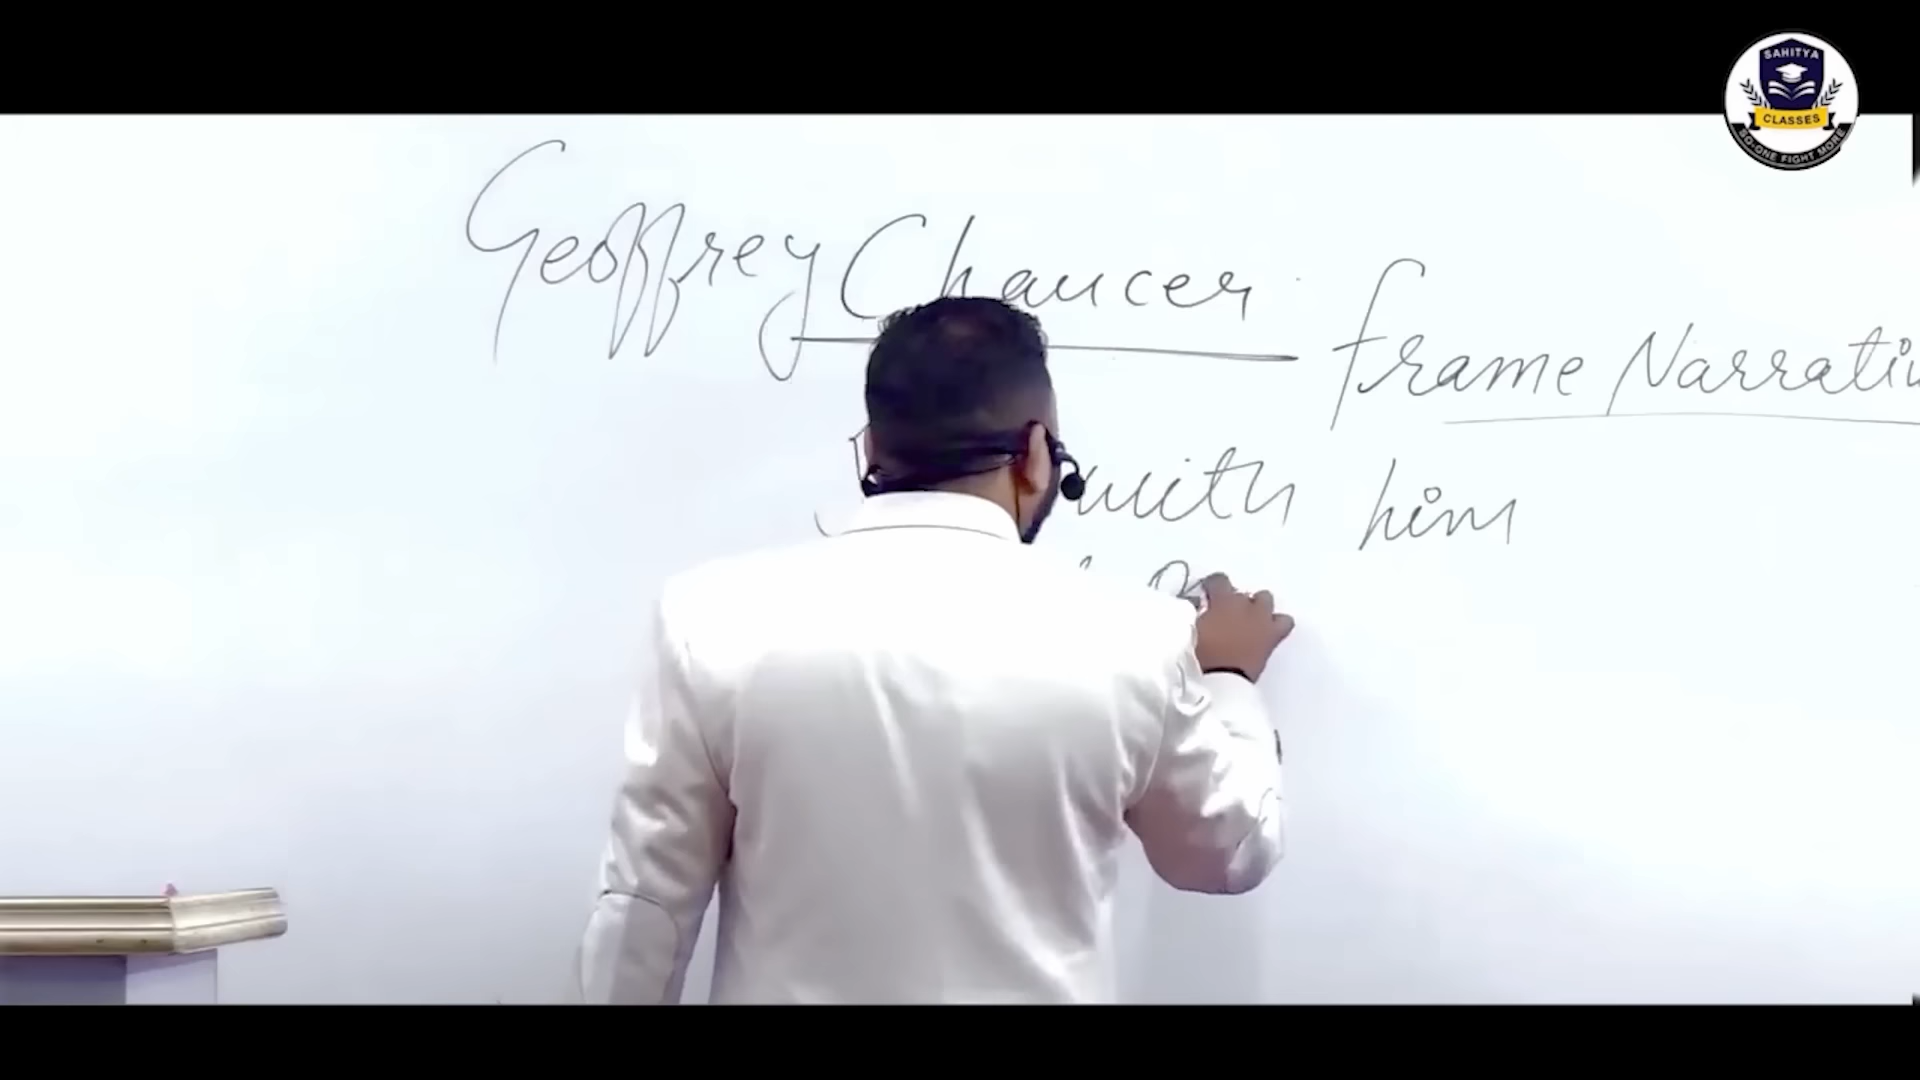 SAHITYA
CLASSES
Geoffrey Chaucer
Frame Narrati
with him